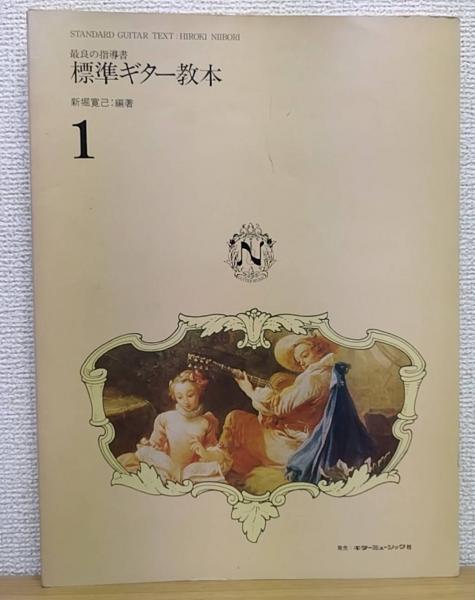 STANDARD GUITAR TEXT : HIROKI NIIBORI
最良の指導書
標準ギター教本
新堀寛己:編著
1
N
発売:ギターミュージック社